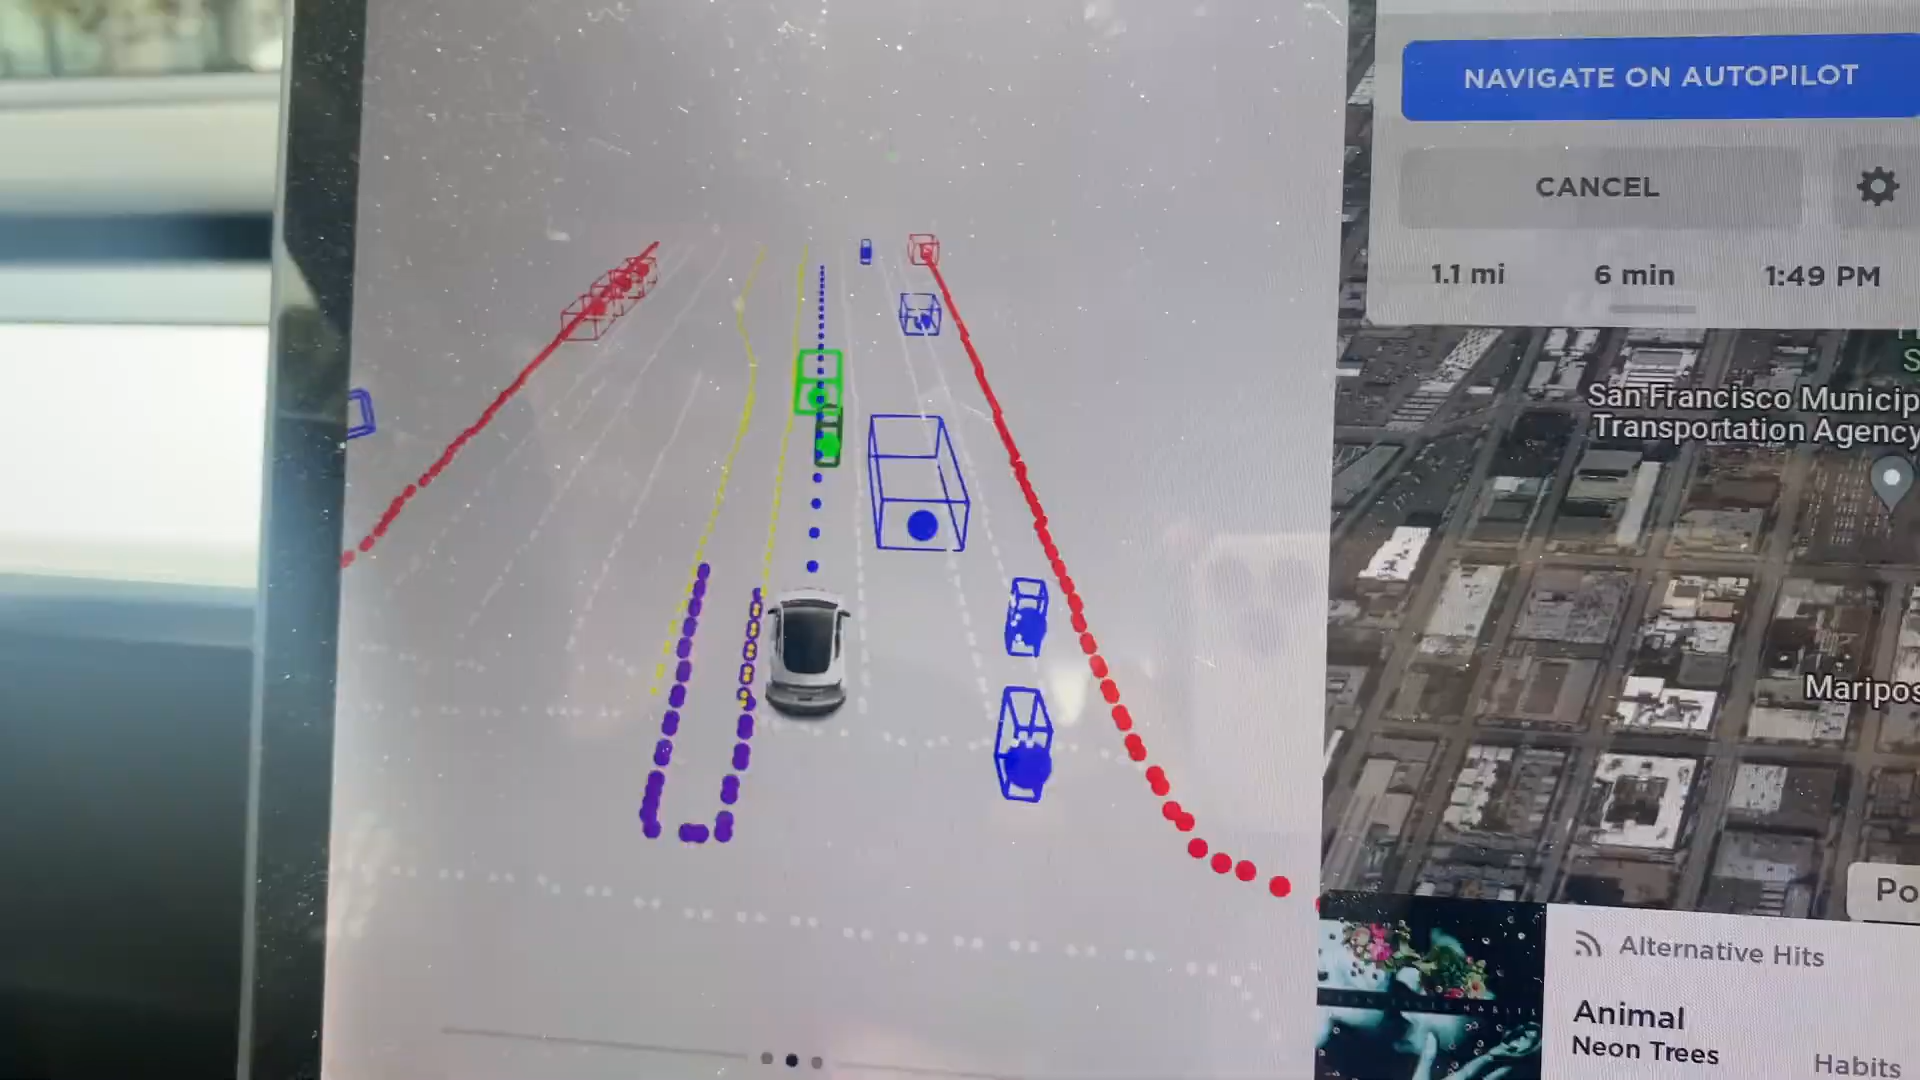 NAVIGATE ON AUTOPILOT
CANCEL
1.1 mi 6 min 1:49 PM
San Francisco Municip
Transportation Agency
Maripos
Po
Alternative Hits
Animal
Neon Trees
Habits